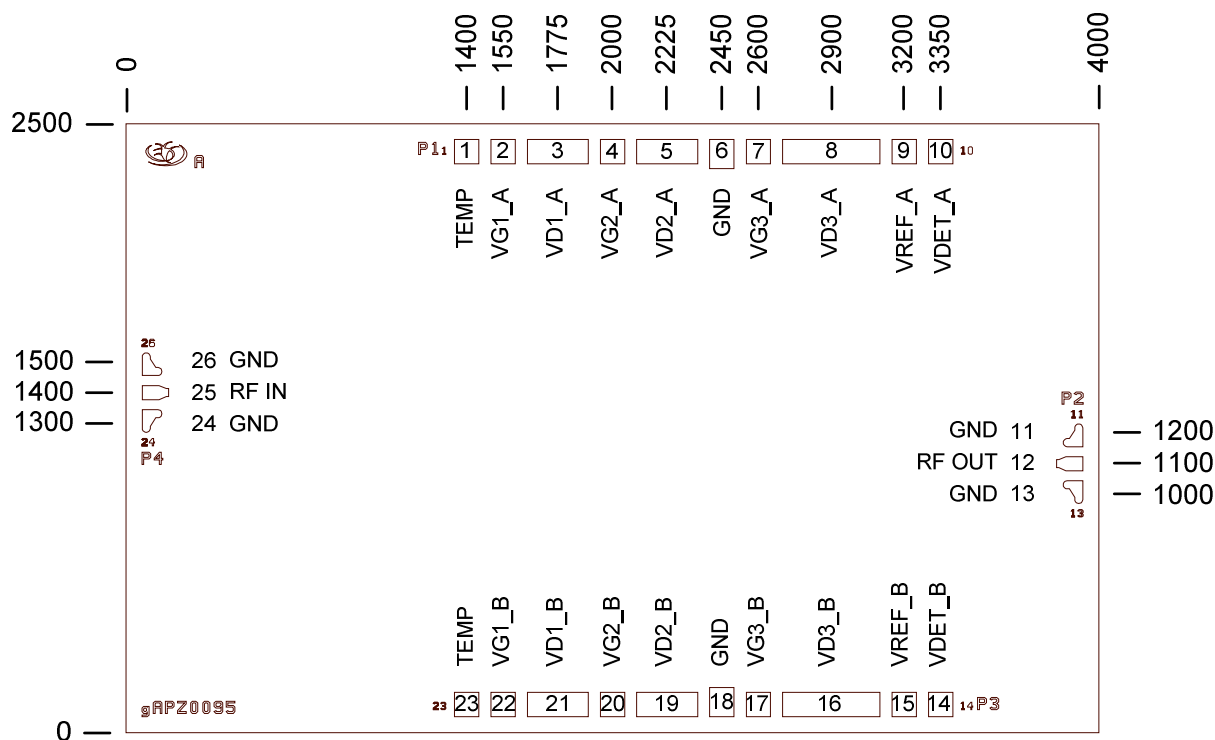 0 1400 1550 1775 2000 2225 2450 2600 2900 3200 3350 4000
2500
A P1 1 1 2 3 4 5 6 7 8 9 10 10
TEMP VG1_A VD1_A VG2_A VD2_A GND VG3_A VD3_A VREF_A VDET_A
26
1500 26 GND
1400 25 RF IN
1300 24 GND
24
P4
P2
11
GND 11 1200
RF OUT 12 1100
GND 13 1000
13
TEMP VG1_B VD1_B VG2_B VD2_B GND VG3_B VD3_B VREF_B VDET_B
gAPZ0095 23 23 22 21 20 19 18 17 16 15 14 14 P3
0